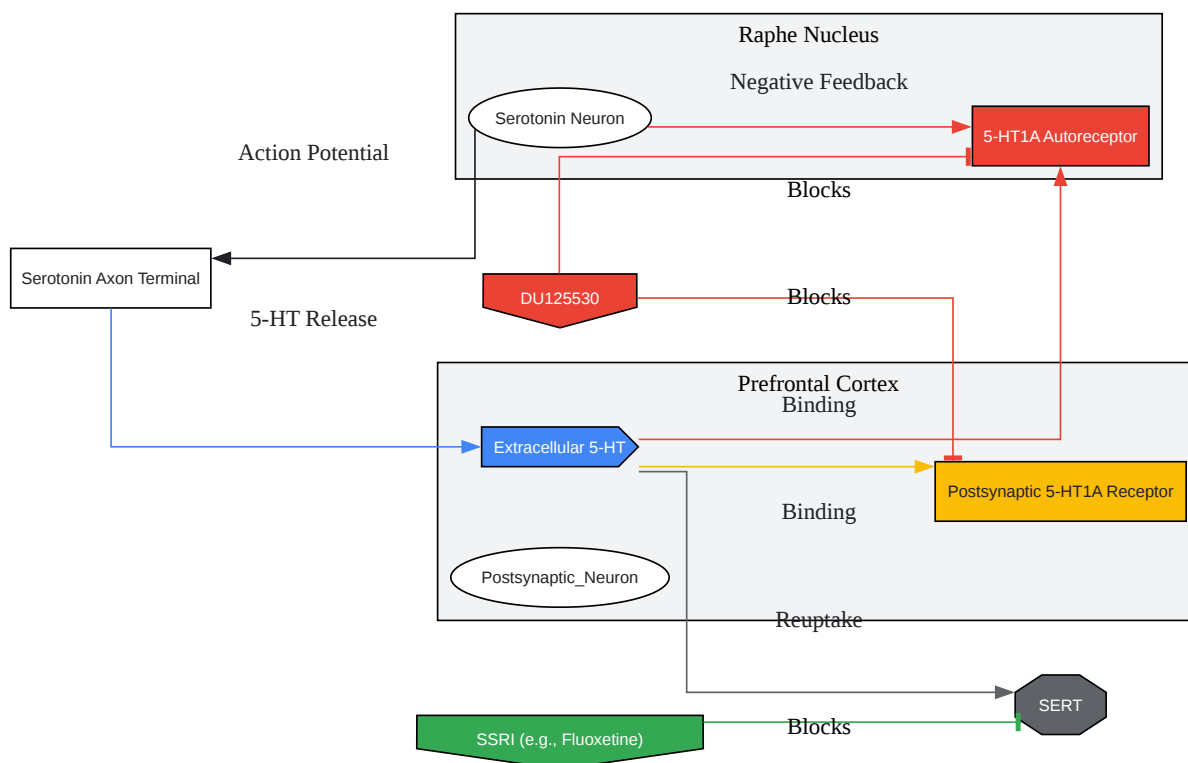 Raphe Nucleus
Negative Feedback
Serotonin Neuron
5-HT1A Autoreceptor
Action Potential
Blocks
Serotonin Axon Terminal
DU125530
Blocks
5-HT Release
Prefrontal Cortex
Binding
Extracellular 5-HT
Postsynaptic 5-HT1A Receptor
Binding
Postsynaptic_Neuron
Reuptake
SERT
Blocks
SSRI (e.g., Fluoxetine)